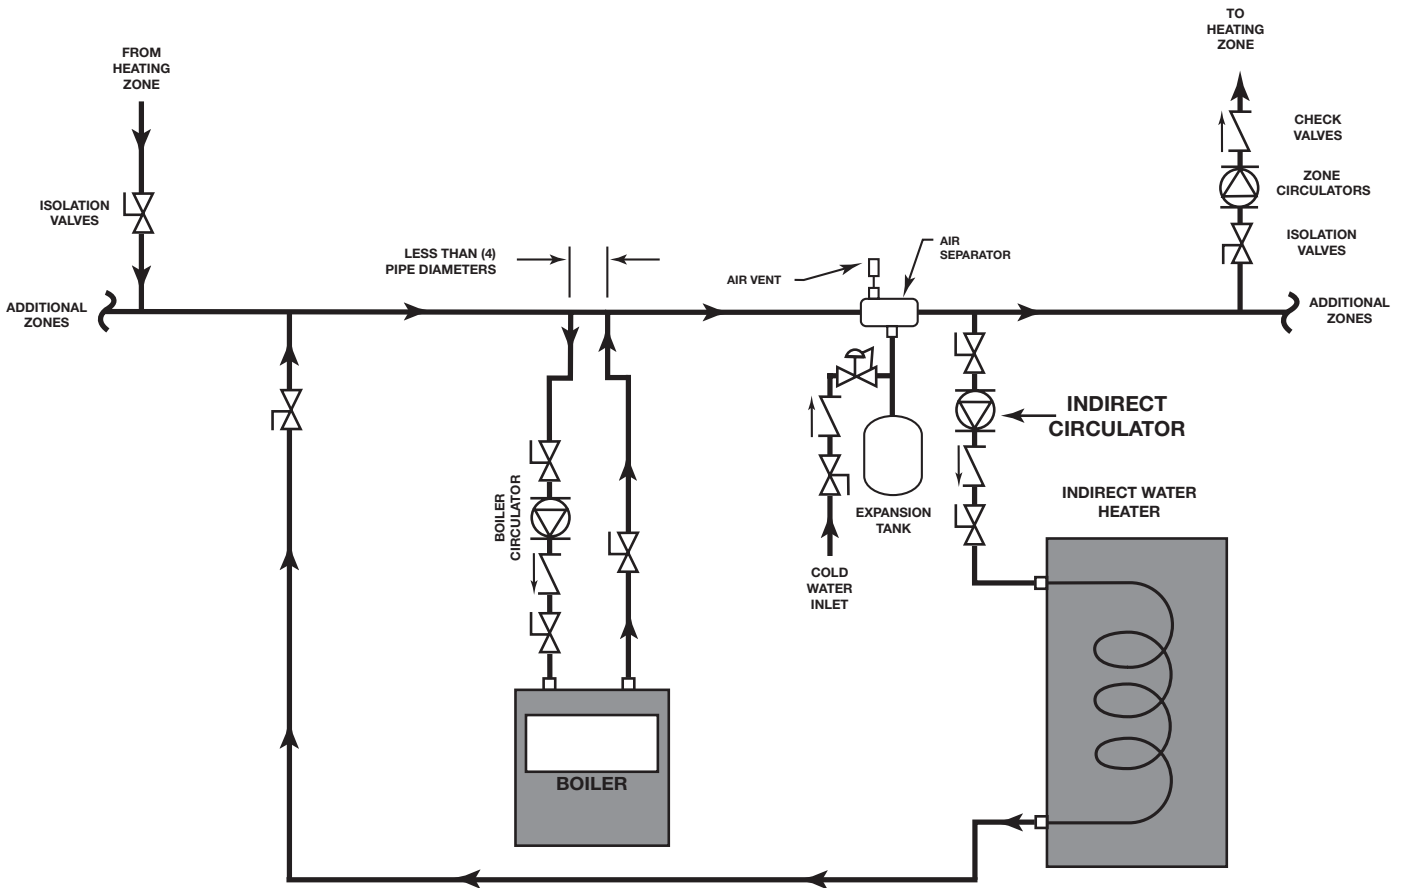 TO
HEATING
ZONE
FROM
HEATING
ZONE
CHECK
VALVES
ZONE
CIRCULATORS
ISOLATION
VALVES
ISOLATION
VALVES
LESS THAN (4)
PIPE DIAMETERS
AIR
SEPARATOR
AIR VENT
ADDITIONAL
ZONES
ADDITIONAL
ZONES
INDIRECT
CIRCULATOR
BOILER
CIRCULATOR
EXPANSION
TANK
INDIRECT WATER
HEATER
COLD
WATER
INLET
BOILER